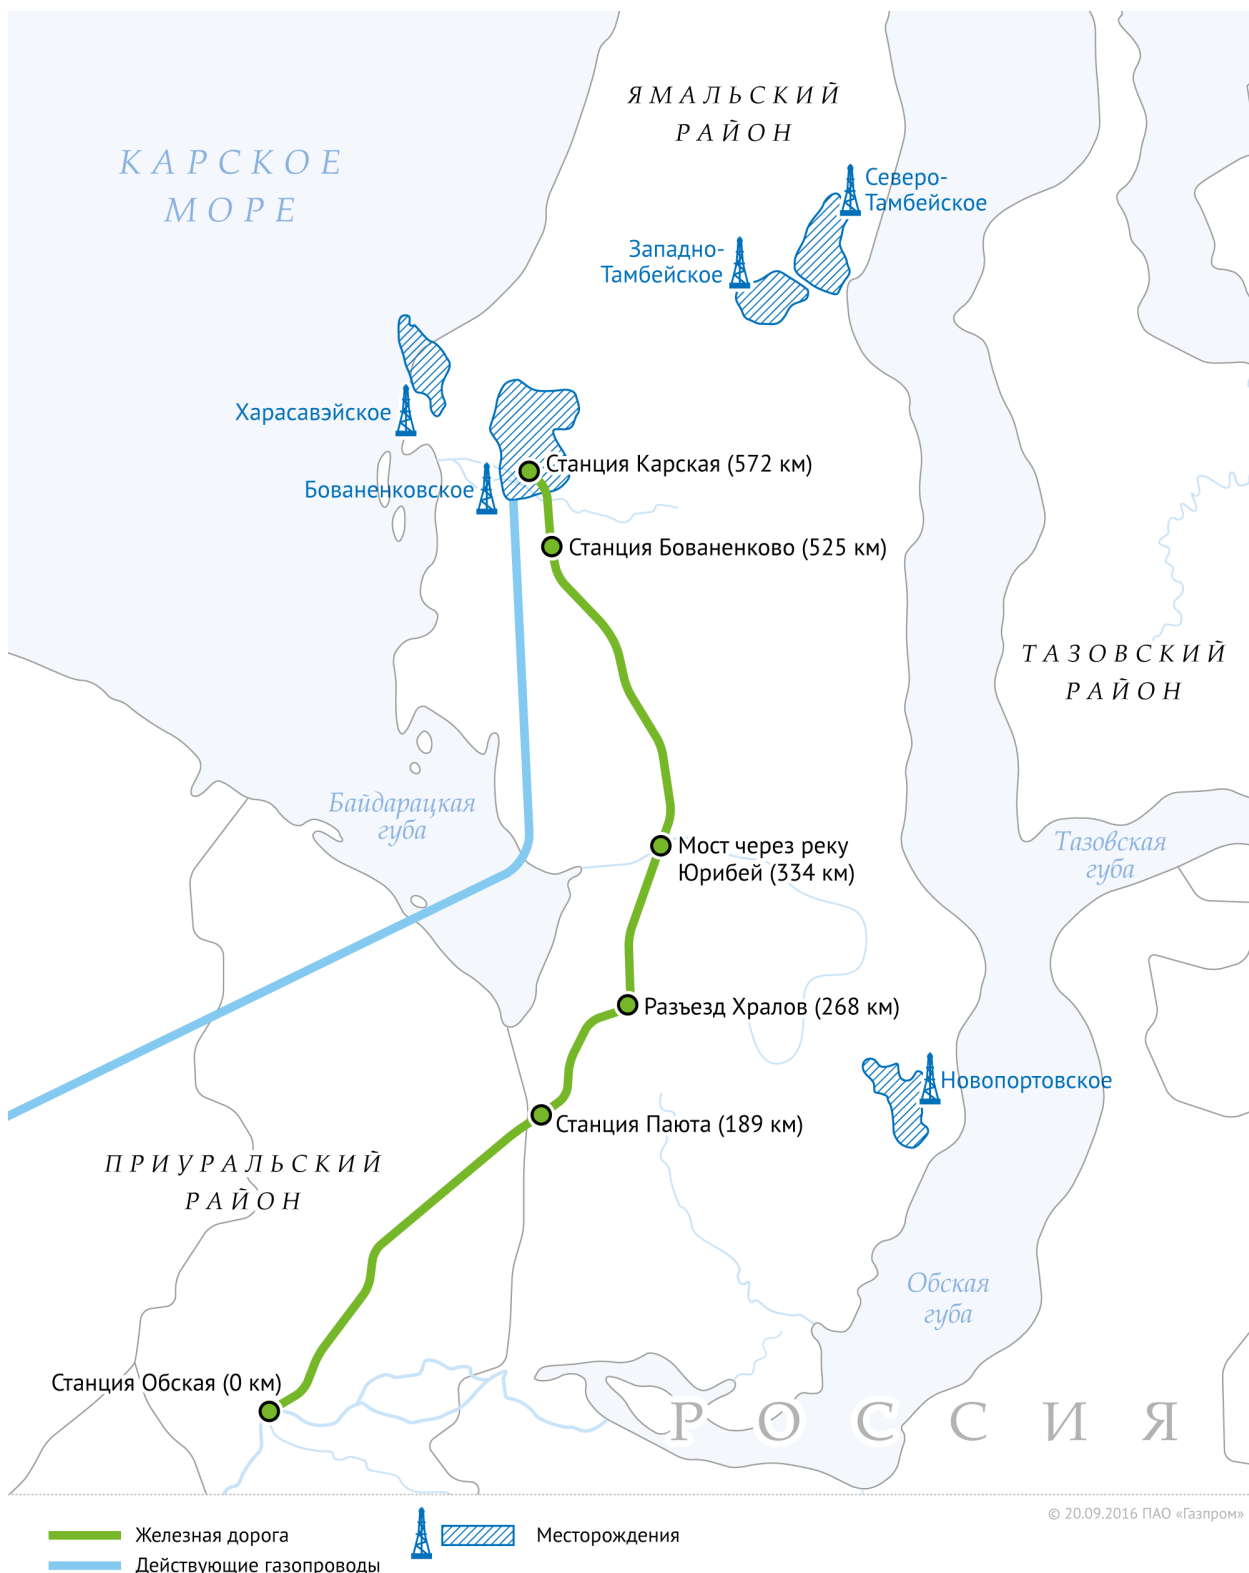 ЯМАЛЬСКИЙ
РАЙОН
КАРСКОЕ
МОРЕ
Северо-
Тамбейское
Западно-
Тамбейское
Харасавэйское
Станция Карская (572 км)
Бованенковское
Станция Бованенково (525 км)
ТАЗОВСКИЙ
РАЙОН
Байдарацкая
губа
Мост через реку
Юрибей (334 км)
Тазовская
губа
Разъезд Хралов (268 км)
Новопортовское
Станция Паюта (189 км)
ПРИУРАЛЬСКИЙ
РАЙОН
Обская
губа
Станция Обская (0 км)
РОССИЯ
© 20.09.2016 ПАО «Газпром»
Железная дорога
Месторождения
Действующие газопроводы